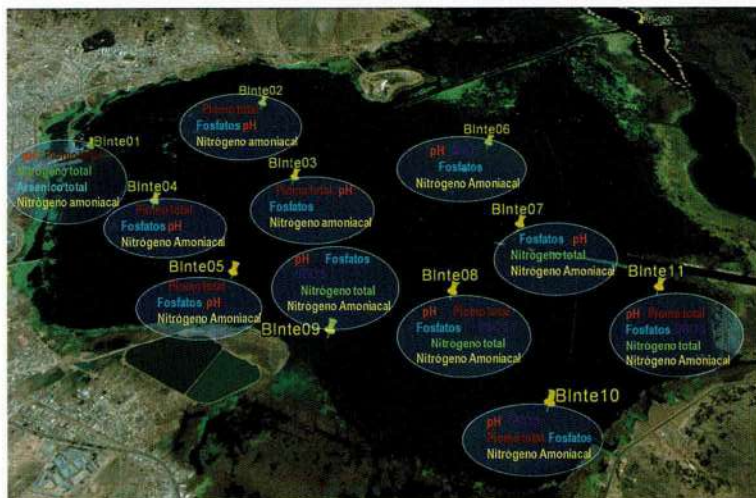 BInte01
pH Plomo total
Nitrógeno total
Arsénico total
Nitrógeno amoniacal
BInte02
Plomo total
Fosfatos pH
Nitrógeno amoniacal
BInte03
Plomo total pH
Fosfatos
Nitrógeno amoniacal
BInte04
Plomo total
Fosfatos pH
Nitrógeno Amoniacal
BInte05
Plomo total
Fosfatos pH
Nitrógeno Amoniacal
BInte06
pH
Fosfatos
Nitrógeno Amoniacal
BInte07
Fosfatos pH
Nitrógeno total
Nitrógeno Amoniacal
pH Fosfatos
Nitrógeno total
Nitrógeno Amoniacal
BInte09
BInte08
pH Plomo total
Fosfatos DBO5
Nitrógeno total
Nitrógeno Amoniacal
BInte11
pH Plomo total
Fosfatos DBO5
Nitrógeno total
Nitrógeno Amoniacal
BInte10
pH DBO5
Plomo total Fosfatos
Nitrógeno Amoniacal